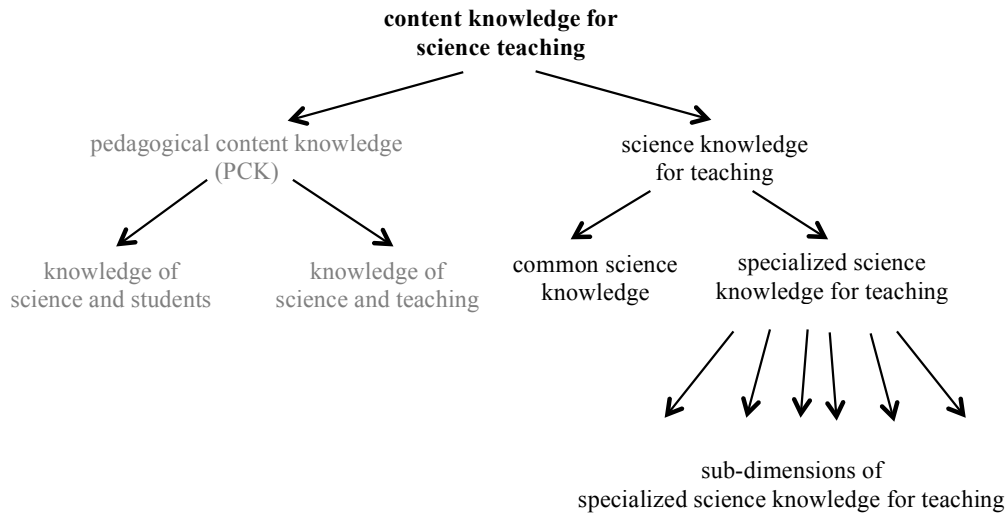 content knowledge for
science teaching
pedagogical content knowledge
(PCK)
science knowledge
for teaching
knowledge of
science and students
knowledge of
science and teaching
common science
knowledge
specialized science
knowledge for teaching
sub-dimensions of
specialized science knowledge for teaching